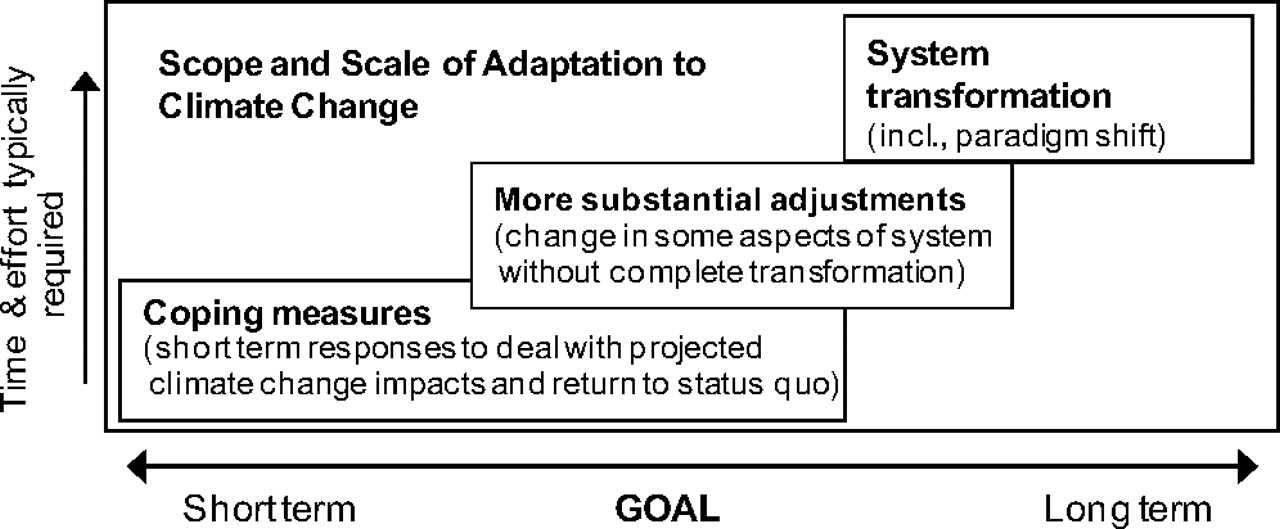 Scope and Scale of Adaptation to
Climate Change
System
transformation
(incl., paradigm shift)
More substantial adjustments
(change in some aspects of system
without complete transformation)
Coping measures
(short term responses to deal with projected
climate change impacts and return to status quo)
Time & effort typically
required
Short term
GOAL
Long term